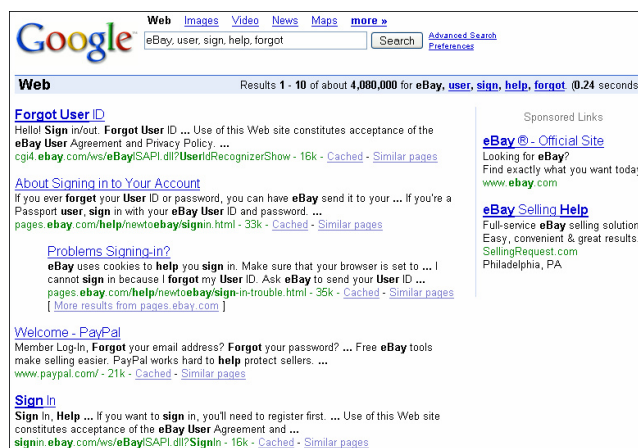 Web Images Video News Maps more »
Google™
eBay, user, sign, help, forgot
Search
Advanced Search
Preferences
Web
Results 1 - 10 of about 4,080,000 for eBay, user, sign, help, forgot. (0.24 seconds
Forgot User ID
Hello! Sign in/out. Forgot User ID ... Use of this Web site constitutes acceptance of the
eBay User Agreement and Privacy Policy. ...
cgi4.ebay.com/ws/eBayISAPI.dll?UserIdRecognizerShow - 16k - Cached - Similar pages
About Signing in to Your Account
If you ever forget your User ID or password, you can have eBay send it to your ... If you're a
Passport user, sign in with your eBay User ID and password. ...
pages.ebay.com/help/newtoebay/signin.html - 33k - Cached - Similar pages
Problems Signing-in?
eBay uses cookies to help you sign in. Make sure that your browser is set to ... I
cannot sign in because I forgot my User ID. Ask eBay to send your User ID ...
pages.ebay.com/help/newtoebay/sign-in-trouble.html - 35k - Cached - Similar pages
[ More results from pages.ebay.com ]
Welcome - PayPal
Member Log-In, Forgot your email address? Forgot your password? ... Free eBay tools
make selling easier. PayPal works hard to help protect sellers. ...
www.paypal.com/ - 21k - Cached - Similar pages
Sign In
Sign In, Help ... If you want to sign in, you'll need to register first. ... Use of this Web site
constitutes acceptance of the eBay User Agreement and ...
signin.ebay.com/ws/eBayISAPI.dll?SignIn - 16k - Cached - Similar pages
Sponsored Links
eBay ® - Official Site
Looking for eBay?
Find exactly what you want today
www.ebay.com
eBay Selling Help
Full-service eBay selling solution
Easy, convenient & great results.
SellingRequest.com
Philadelphia, PA